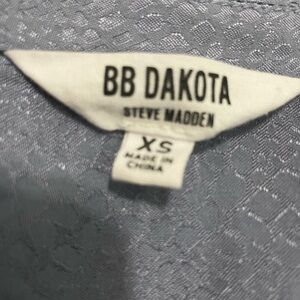 BB DAKOTA
STEVE MADDEN
XS
MADE IN
CHINA